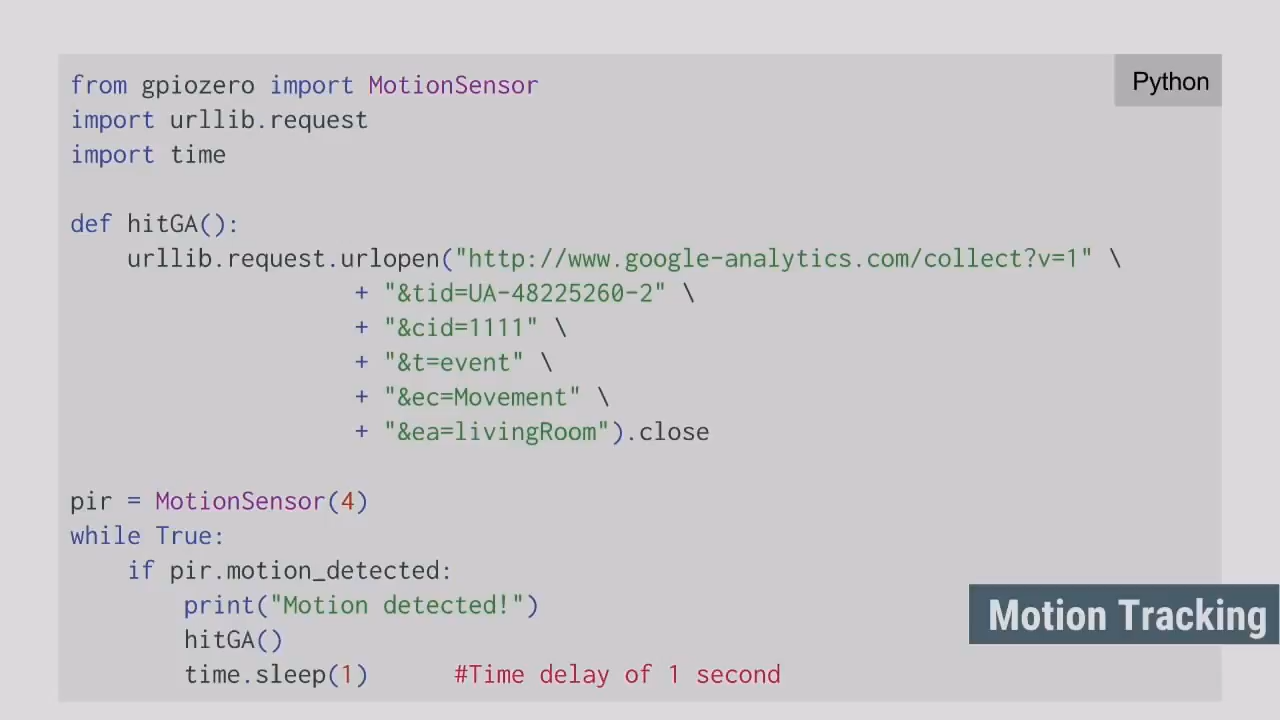 Python
from gpiozero import MotionSensor
import urllib.request
import time
def hitGA():
urllib.request.urlopen("http://www.google-analytics.com/collect?v=1" \
+ "&tid=UA-48225260-2" \
+ "&cid=1111" \
+ "&t=event" \
+ "&ec=Movement" \
+ "&ea=livingRoom").close
pir = MotionSensor(4)
while True:
if pir.motion_detected:
print("Motion detected!")
hitGA()
time.sleep(1) #Time delay of 1 second
Motion Tracking